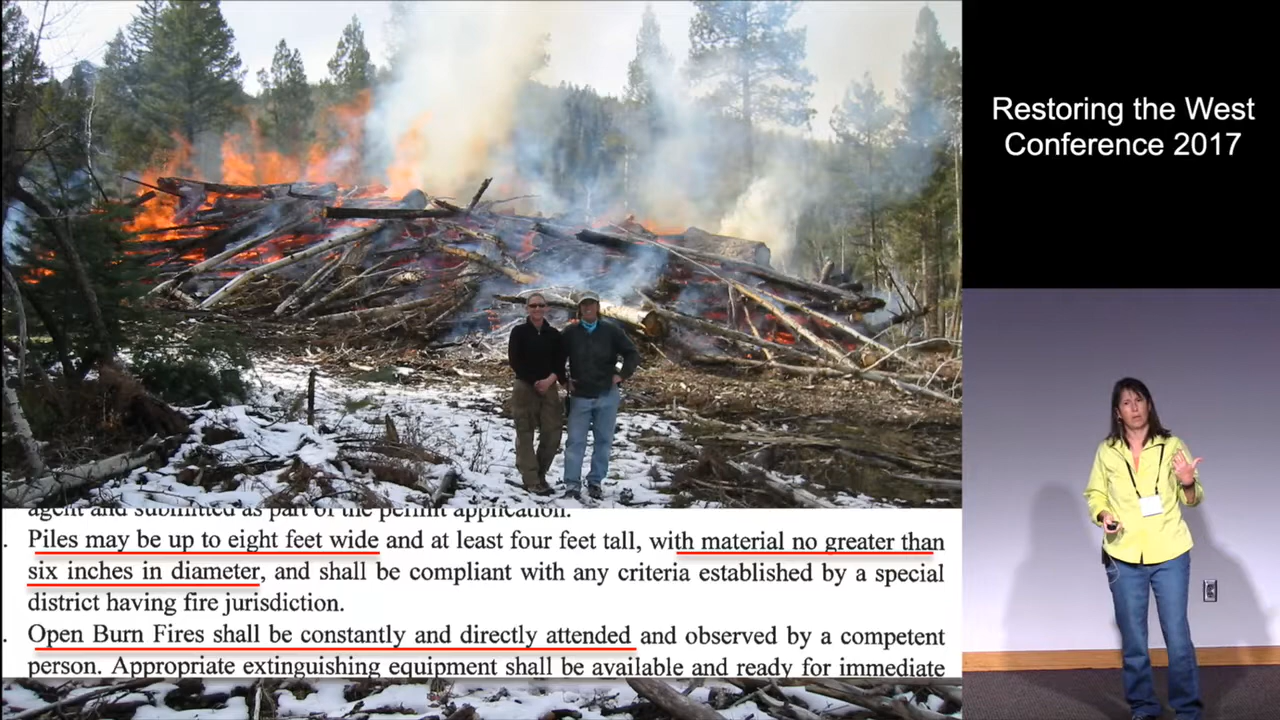 Restoring the West
Conference 2017
agent and submitted as part of the permit application.
. Piles may be up to eight feet wide and at least four feet tall, with material no greater than
six inches in diameter, and shall be compliant with any criteria established by a special
district having fire jurisdiction.
. Open Burn Fires shall be constantly and directly attended and observed by a competent
person. Appropriate extinguishing equipment shall be available and ready for immediate